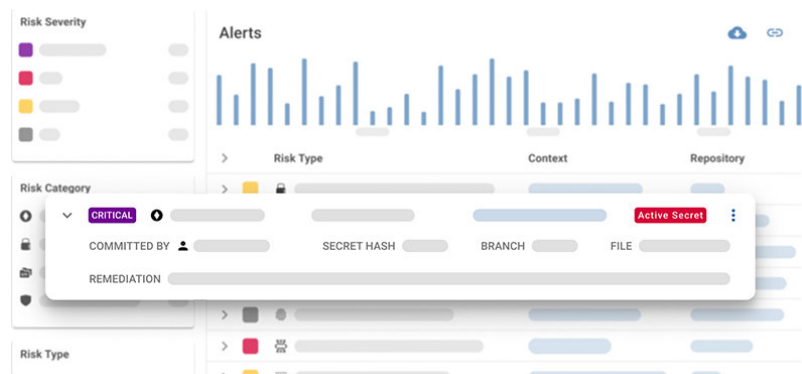 Risk Severity
Alerts
Risk Type Context Repository
Risk Category
CRITICAL Active Secret
COMMITTED BY SECRET HASH BRANCH FILE
REMEDIATION
Risk Type